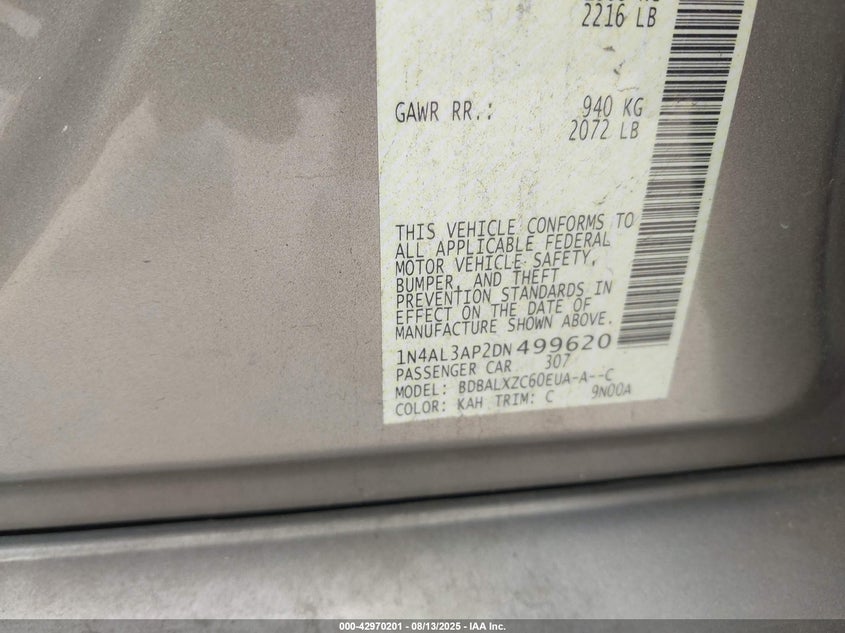 2216 LB
GAWR RR.: 940 KG
2072 LB
THIS VEHICLE CONFORMS TO
ALL APPLICABLE FEDERAL
MOTOR VEHICLE SAFETY,
BUMPER, AND THEFT
PREVENTION STANDARDS IN
EFFECT ON THE DATE OF
MANUFACTURE SHOWN ABOVE.
1N4AL3AP2DN499620
PASSENGER CAR 307
MODEL: BDBALXZC60EUA-A--C
COLOR: KAH TRIM: C 9N00A
000-42970201 - 08/13/2025 - IAA Inc.